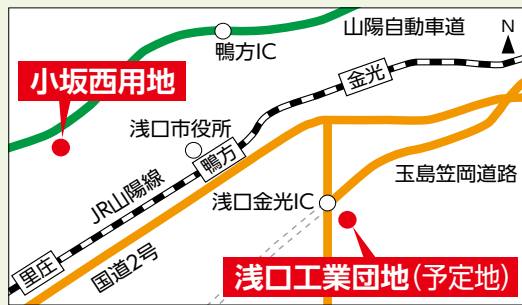 山陽自動車道
N
鴨方IC
金光
小坂西用地
浅口市役所
鴨方
玉島笠岡道路
JR山陽線
浅口金光IC
里庄
国道2号
浅口工業団地(予定地)